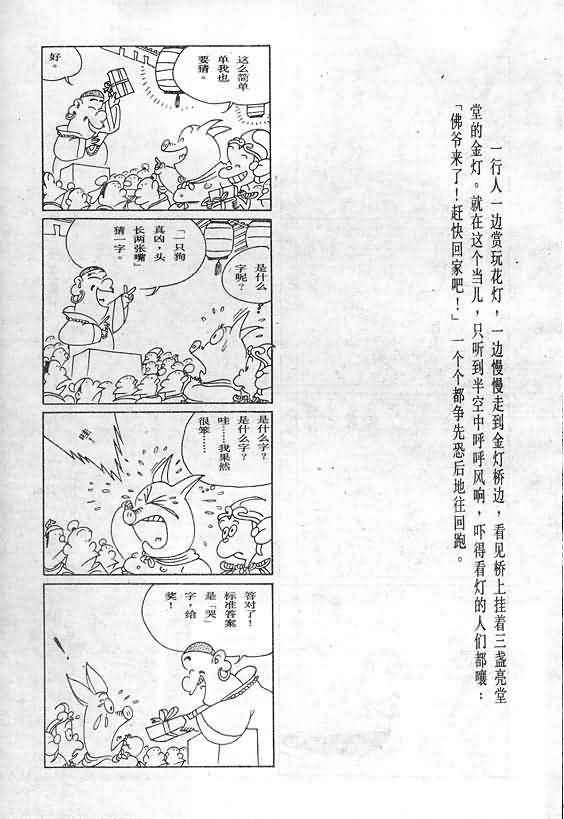 一行人一边赏玩花灯，一边慢慢走到金灯桥边，看见桥上挂着三盏亮堂
堂的金灯。就在这个当儿，只听到半空中呼呼风响，吓得看灯的人们都嚷：
「佛爷来了！赶快回家吧！」一个个都争先恐后地往回跑。
这么简单
单我也
要猜。
好。
「一只狗
真凶，头
长两张嘴」
猜一字。
是什么
字呢？
是什么字？
是什么字？
哇……我果然
很笨……
哇！
答对了！
标准答案
是「哭」
字，给
奖！